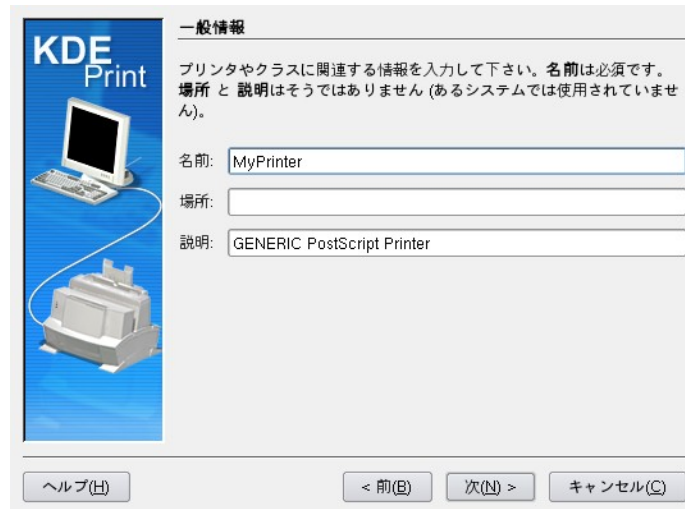 KDE
Print
一般情報
プリンタやクラスに関連する情報を入力して下さい。名前は必須です。
場所 と 説明はそうではありません (あるシステムでは使用されていませ
ん)。
名前: MyPrinter
場所:
説明: GENERIC PostScript Printer
ヘルプ(H) < 前(B) 次(N) > キャンセル(C)